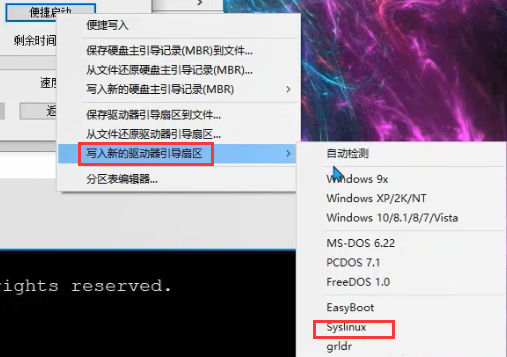 便捷启动
剩余时间
速度
返
便捷写入
保存硬盘主引导记录(MBR)到文件...
从文件还原硬盘主引导记录(MBR)...
写入新的硬盘主引导记录(MBR)
保存驱动器引导扇区到文件...
从文件还原驱动器引导扇区...
写入新的驱动器引导扇区
分区表编辑器...
自动检测
Windows 9x
Windows XP/2K/NT
Windows 10/8.1/8/7/Vista
MS-DOS 6.22
PCDOS 7.1
FreeDOS 1.0
EasyBoot
Syslinux
grldr
rights reserved.